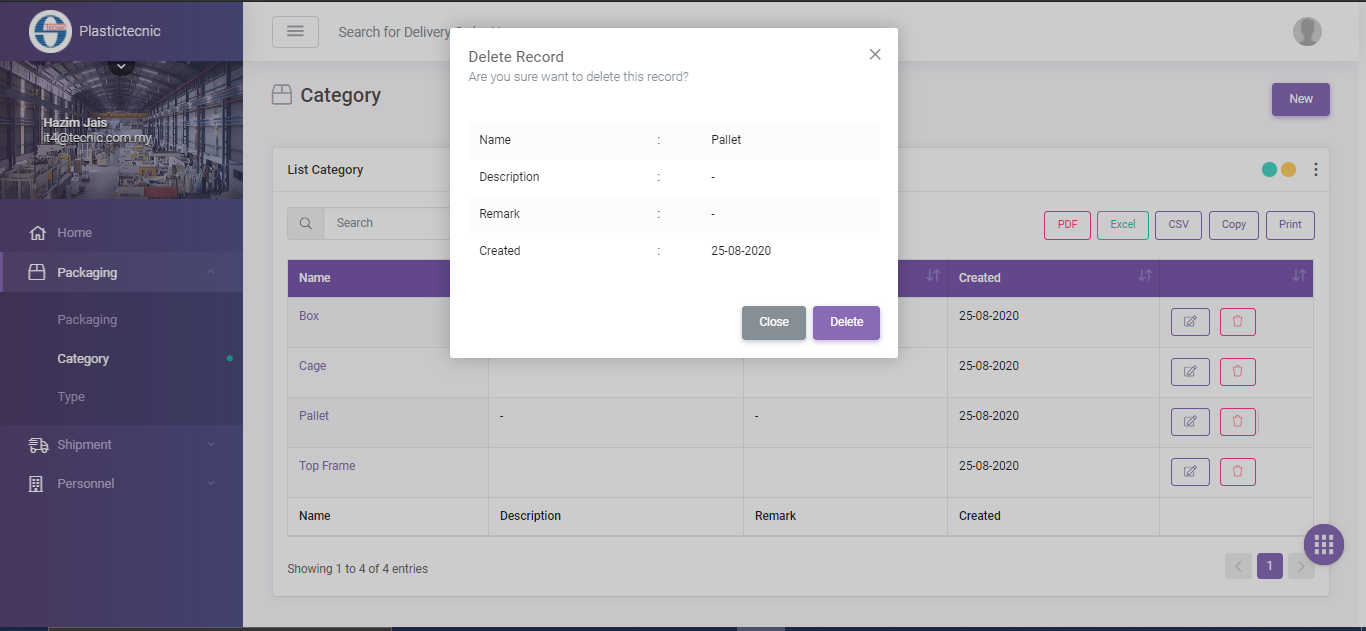 Plastictecnic
Hazim Jais
it4@tecnic.com.my
Home
Packaging
Packaging
Category
Type
Shipment
Personnel
Search for Delivery
Category
New
List Category
Search
PDF
Excel
CSV
Copy
Print
Name
Created
Box
25-08-2020
Cage
25-08-2020
Pallet - - 25-08-2020
Top Frame
25-08-2020
Name Description Remark Created
Showing 1 to 4 of 4 entries
1
Delete Record
Are you sure want to delete this record?
Name : Pallet
Description : -
Remark : -
Created : 25-08-2020
Close
Delete